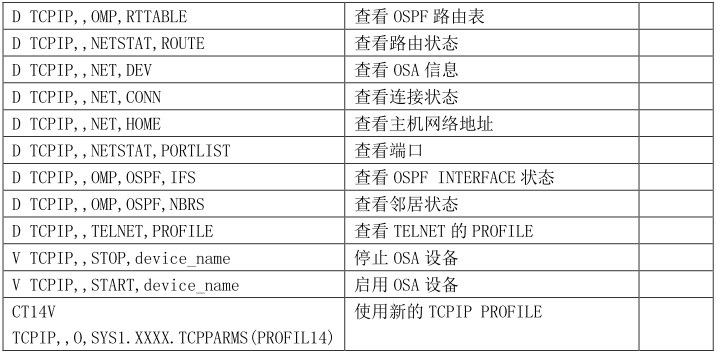 D TCPIP,,OMP,RTTABLE 查看 OSPF 路由表
D TCPIP,,NETSTAT,ROUTE 查看路由状态
D TCPIP,,NET,DEV 查看 OSA 信息
D TCPIP,,NET,CONN 查看连接状态
D TCPIP,,NET,HOME 查看主机网络地址
D TCPIP,,NETSTAT,PORTLIST 查看端口
D TCPIP,,OMP,OSPF,IFS 查看 OSPF INTERFACE 状态
D TCPIP,,OMP,OSPF,NBRS 查看邻居状态
D TCPIP,,TELNET,PROFILE 查看 TELNET 的 PROFILE
V TCPIP,,STOP,device_name 停止 OSA 设备
V TCPIP,,START,device_name 启用 OSA 设备
CT14V 使用新的 TCPIP PROFILE
TCPIP,,O,SYS1.XXXX.TCPPARMS(PROFIL14)